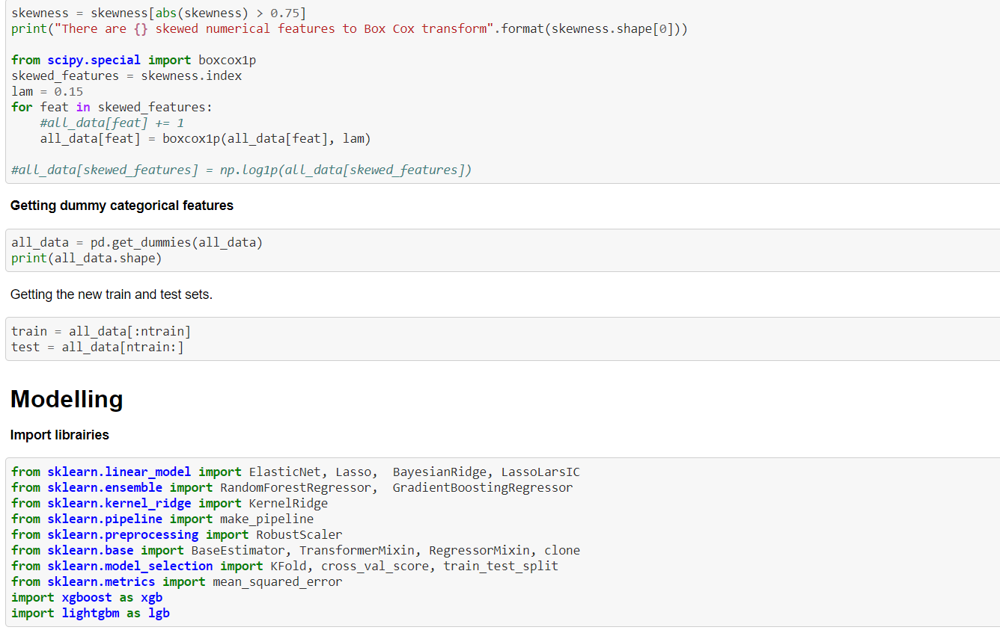 skewness = skewness[abs(skewness) > 0.75]
print("There are {} skewed numerical features to Box Cox transform".format(skewness.shape[0]))
from scipy.special import boxcox1p
skewed_features = skewness.index
lam = 0.15
for feat in skewed_features:
    #all_data[feat] += 1
    all_data[feat] = boxcox1p(all_data[feat], lam)
#all_data[skewed_features] = np.log1p(all_data[skewed_features])
Getting dummy categorical features
all_data = pd.get_dummies(all_data)
print(all_data.shape)
Getting the new train and test sets.
train = all_data[:ntrain]
test = all_data[ntrain:]
Modelling
Import librairies
from sklearn.linear_model import ElasticNet, Lasso,  BayesianRidge, LassoLarsIC
from sklearn.ensemble import RandomForestRegressor,  GradientBoostingRegressor
from sklearn.kernel_ridge import KernelRidge
from sklearn.pipeline import make_pipeline
from sklearn.preprocessing import RobustScaler
from sklearn.base import BaseEstimator, TransformerMixin, RegressorMixin, clone
from sklearn.model_selection import KFold, cross_val_score, train_test_split
from sklearn.metrics import mean_squared_error
import xgboost as xgb
import lightgbm as lgb